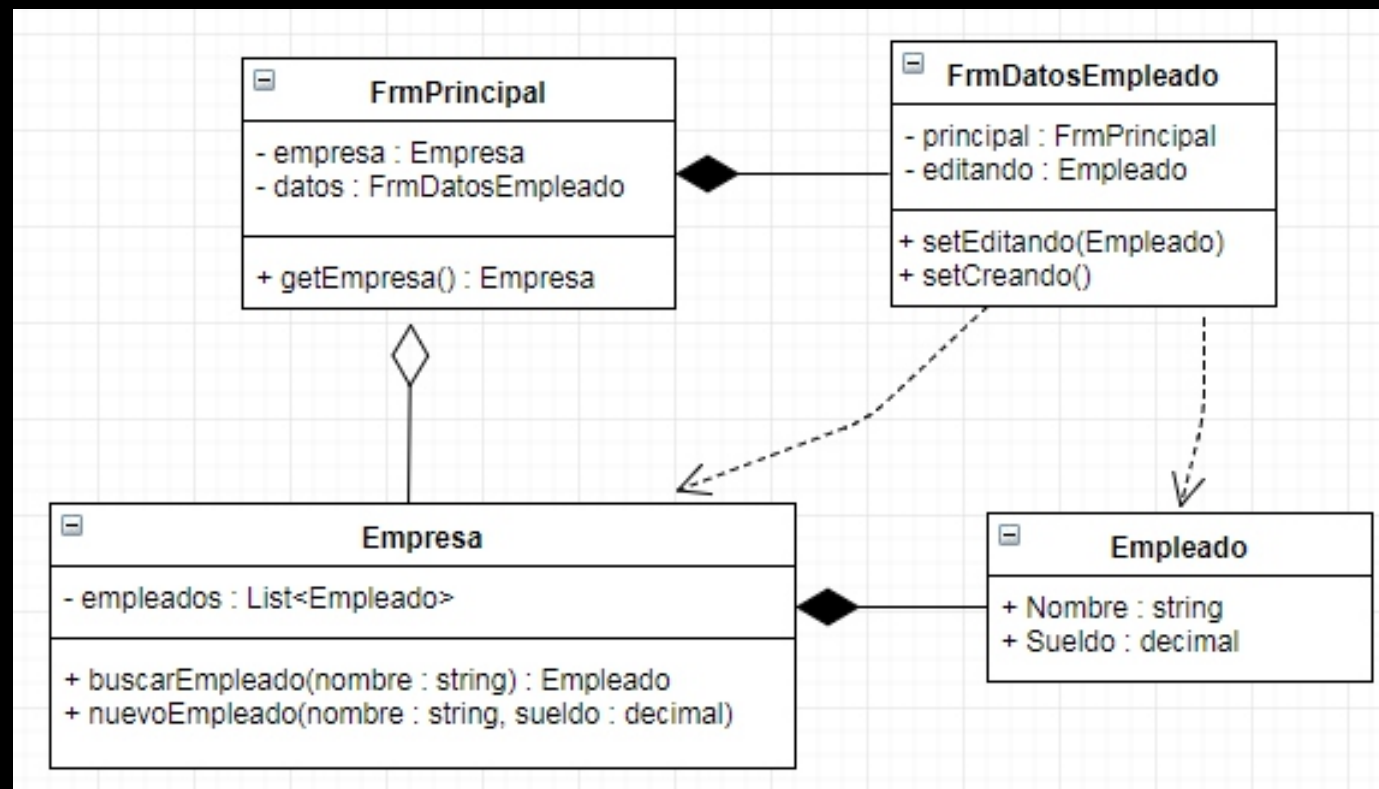 FrmPrincipal
- empresa : Empresa
- datos : FrmDatosEmpleado
+ getEmpresa() : Empresa
FrmDatosEmpleado
- principal : FrmPrincipal
- editando : Empleado
+ setEditando(Empleado)
+ setCreando()
Empresa
- empleados : List<Empleado>
+ buscarEmpleado(nombre : string) : Empleado
+ nuevoEmpleado(nombre : string, sueldo : decimal)
Empleado
+ Nombre : string
+ Sueldo : decimal